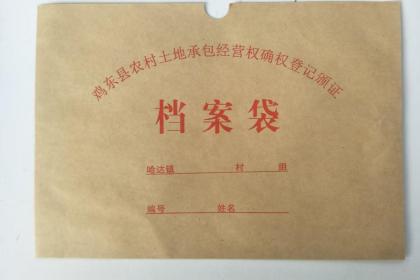 鸡东县农村土地承包经营权确权登记颁证
档案袋
哈达镇 村 组
编号 姓名